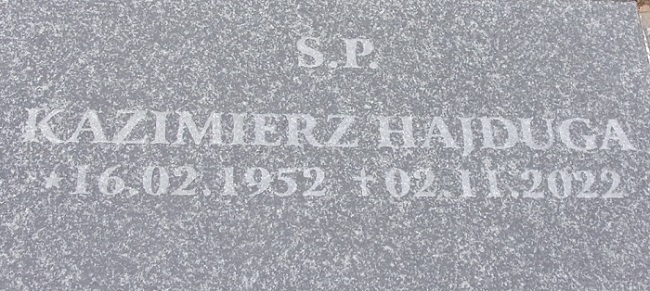 S.P.
KAZIMIERZ HAJDUGA
*16.02.1952 †02.11.2022